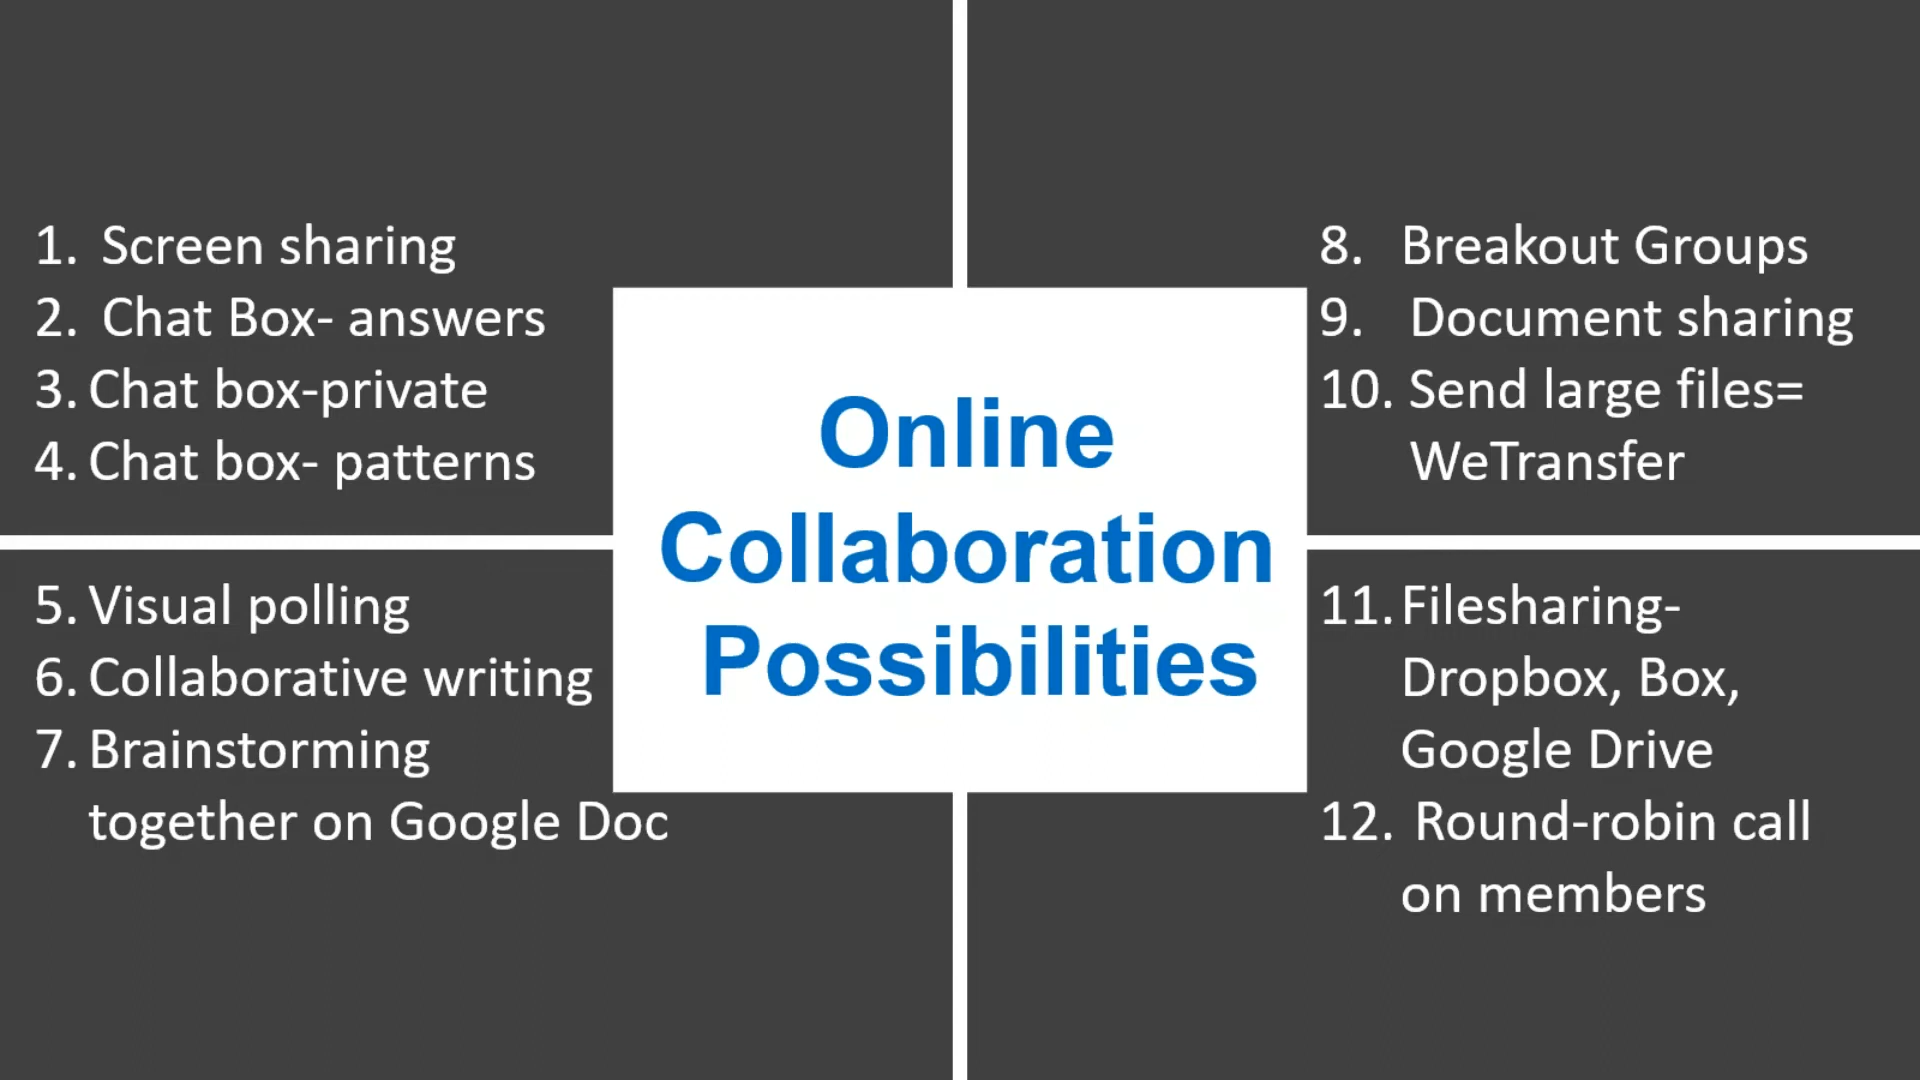 1. Screen sharing
2. Chat Box- answers
3. Chat box-private
4. Chat box- patterns
5. Visual polling
6. Collaborative writing
7. Brainstorming
together on Google Doc
Online
Collaboration
Possibilities
8. Breakout Groups
9. Document sharing
10. Send large files=
WeTransfer
11. Filesharing-
Dropbox, Box,
Google Drive
12. Round-robin call
on members